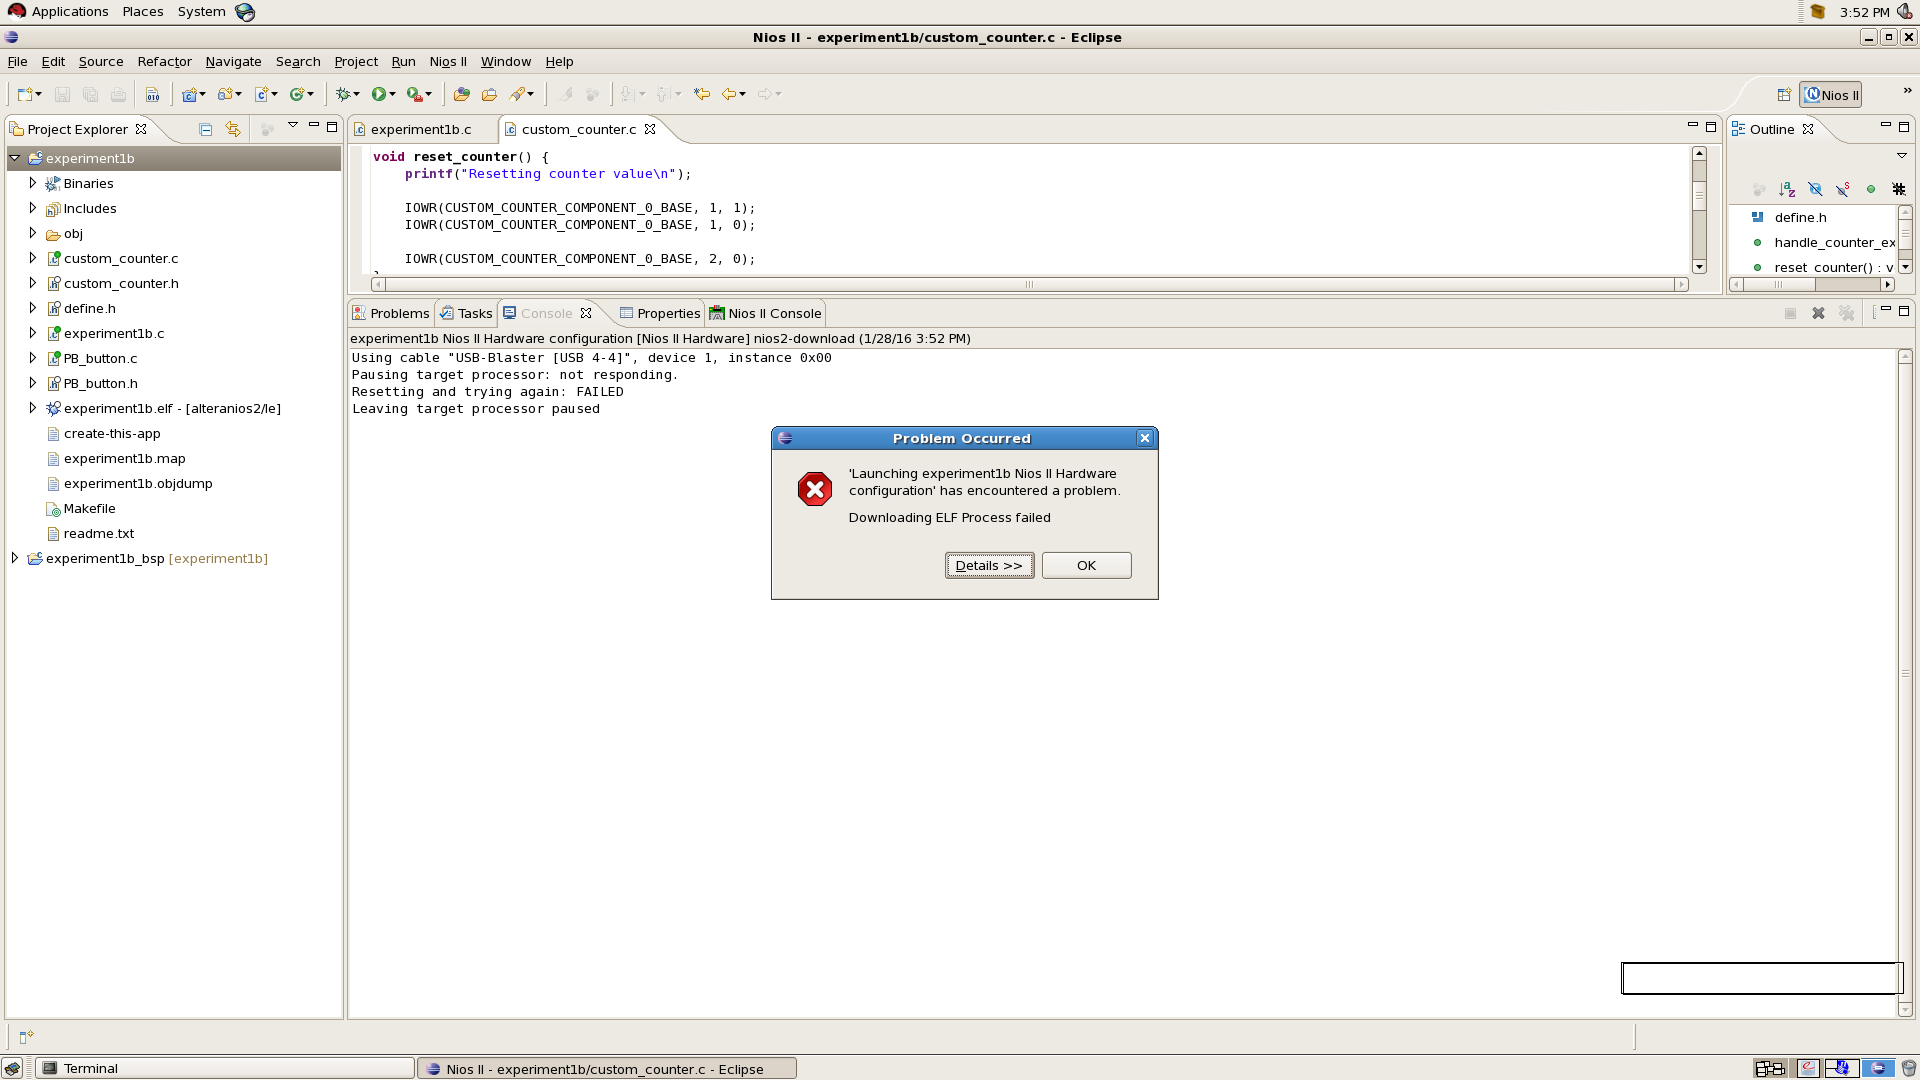 Applications Places System
3:52 PM
Nios II - experiment1b/custom_counter.c - Eclipse
File Edit Source Refactor Navigate Search Project Run Nios II Window Help
Nios II
Project Explorer
experiment1b
Binaries
Includes
obj
custom_counter.c
custom_counter.h
define.h
experiment1b.c
PB_button.c
PB_button.h
experiment1b.elf - [alteranios2/le]
create-this-app
experiment1b.map
experiment1b.objdump
Makefile
readme.txt
experiment1b_bsp [experiment1b]
experiment1b.c custom_counter.c
void reset_counter() {
printf("Resetting counter value\n");
IOWR(CUSTOM_COUNTER_COMPONENT_0_BASE, 1, 1);
IOWR(CUSTOM_COUNTER_COMPONENT_0_BASE, 1, 0);
IOWR(CUSTOM_COUNTER_COMPONENT_0_BASE, 2, 0);
Outline
define.h
handle_counter_ex
reset_counter() : v
Problems Tasks Console Properties Nios II Console
experiment1b Nios II Hardware configuration [Nios II Hardware] nios2-download (1/28/16 3:52 PM)
Using cable "USB-Blaster [USB 4-4]", device 1, instance 0x00
Pausing target processor: not responding.
Resetting and trying again: FAILED
Leaving target processor paused
Problem Occurred
'Launching experiment1b Nios II Hardware
configuration' has encountered a problem.
Downloading ELF Process failed
Details >> OK
Terminal
Nios II - experiment1b/custom_counter.c - Eclipse